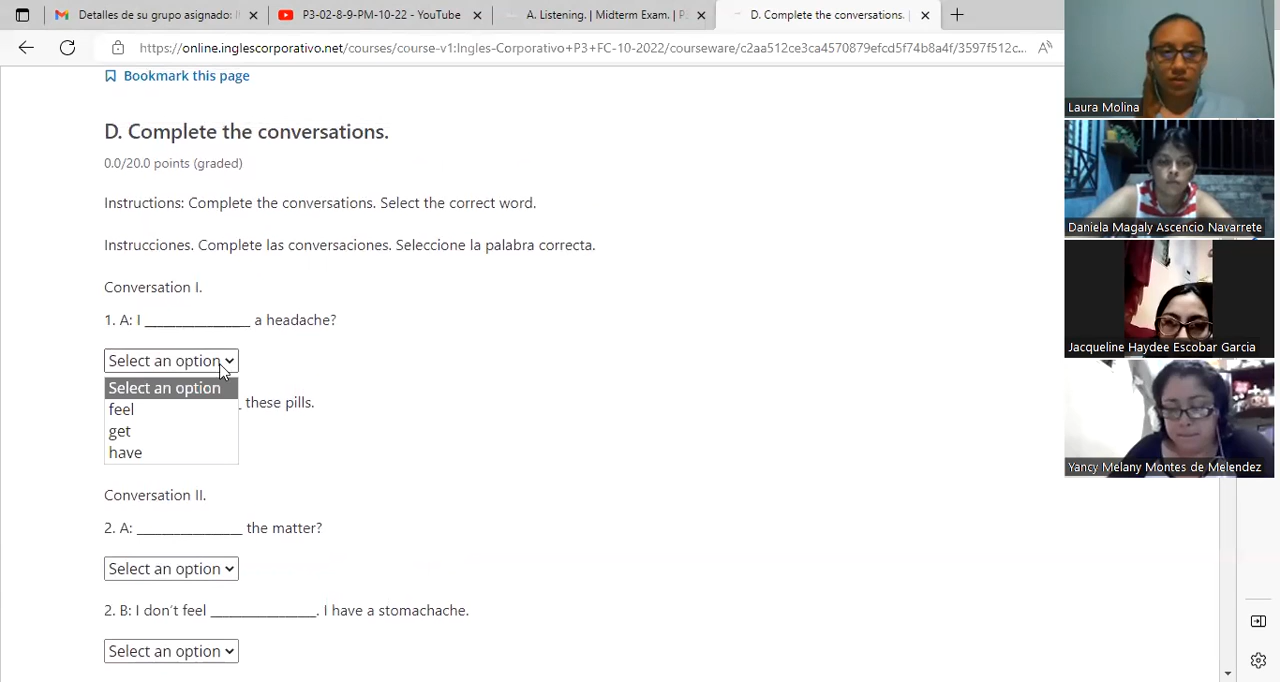 Detalles de su grupo asignado: I
P3-02-8-9-PM-10-22 - YouTube
A. Listening. | Midterm Exam. | P
D. Complete the conversations. |
https://online.inglescorporativo.net/courses/course-v1:Ingles-Corporativo+P3+FC-10-2022/courseware/c2aa512ce3ca4570879efcd5f74b8a4f/3597f512c...
Bookmark this page
D. Complete the conversations.
0.0/20.0 points (graded)
Instructions: Complete the conversations. Select the correct word.
Instrucciones. Complete las conversaciones. Seleccione la palabra correcta.
Conversation I.
1. A: I ________________ a headache?
Select an option
Select an option
feel
get
have
these pills.
Conversation II.
2. A: ________________ the matter?
Select an option
2. B: I don't feel ________________. I have a stomachache.
Select an option
Laura Molina
Daniela Magaly Ascencio Navarrete
Jacqueline Haydee Escobar Garcia
Yancy Melany Montes de Melendez